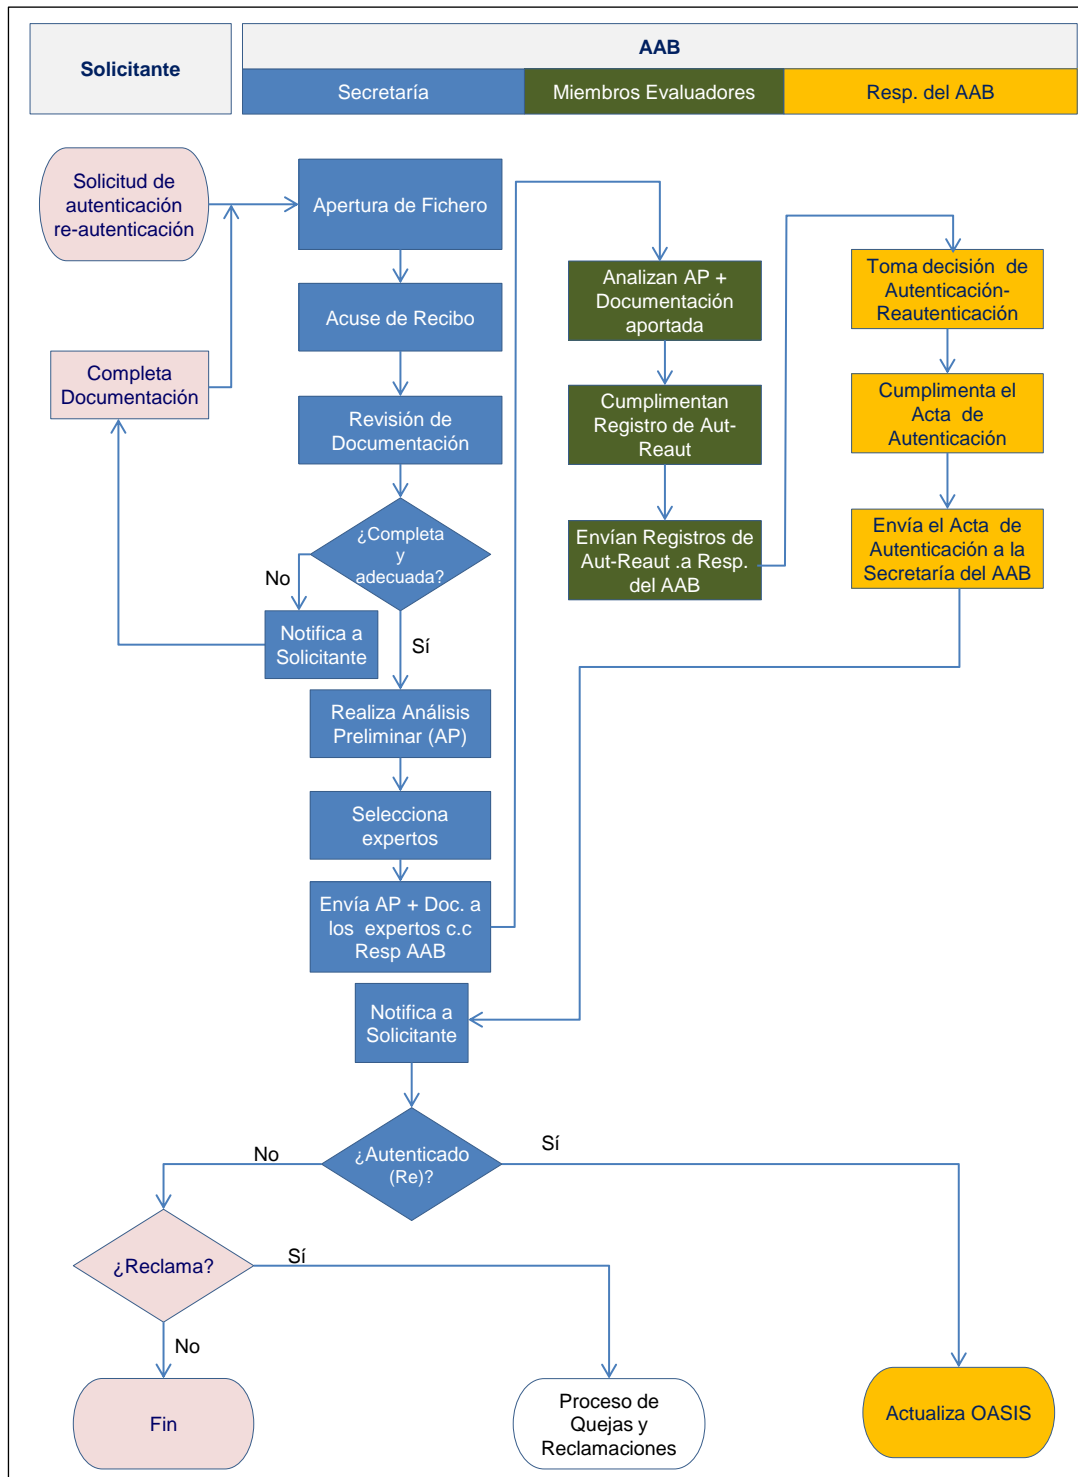 Solicitante
AAB
Secretaría
Miembros Evaluadores
Resp. del AAB
Solicitud de
autenticación
re-autenticación
Apertura de Fichero
Acuse de Recibo
Completa
Documentación
Revisión de
Documentación
¿Completa
y
adecuada?
No
Sí
Notifica a
Solicitante
Realiza Análisis
Preliminar (AP)
Selecciona
expertos
Envía AP + Doc. a
los expertos c.c
Resp AAB
Analizan AP +
Documentación
aportada
Cumplimentan
Registro de Aut-
Reaut
Envían Registros de
Aut-Reaut .a Resp.
del AAB
Toma decisión de
Autenticación-
Reautenticación
Cumplimenta el
Acta de
Autenticación
Envía el Acta de
Autenticación a la
Secretaría del AAB
Notifica a
Solicitante
¿Autenticado
(Re)?
No
Sí
¿Reclama?
Sí
No
Fin
Proceso de
Quejas y
Reclamaciones
Actualiza OASIS